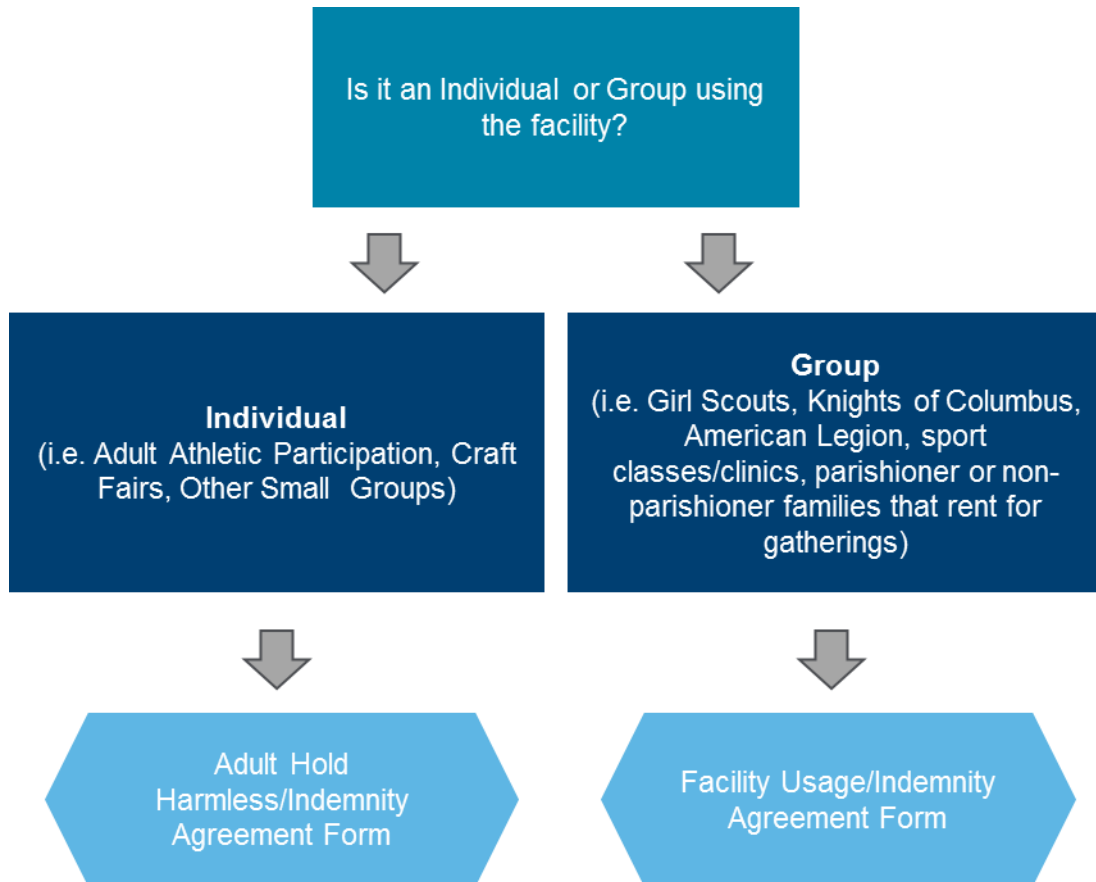 Is it an Individual or Group using
the facility?
Individual
(i.e. Adult Athletic Participation, Craft
Fairs, Other Small Groups)
Group
(i.e. Girl Scouts, Knights of Columbus,
American Legion, sport
classes/clinics, parishioner or non-
parishioner families that rent for
gatherings)
Adult Hold
Harmless/Indemnity
Agreement Form
Facility Usage/Indemnity
Agreement Form